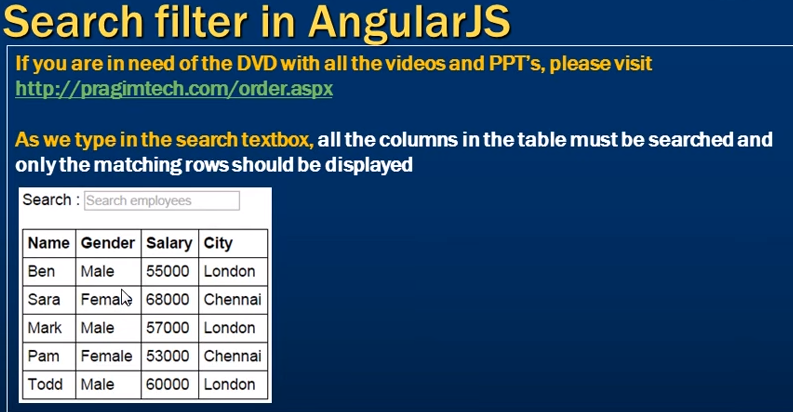 Search filter in AngularJS
If you are in need of the DVD with all the videos and PPT's, please visit
http://pragimtech.com/order.aspx
As we type in the search textbox, all the columns in the table must be searched and
only the matching rows should be displayed
Search : Search employees
Name Gender Salary City
Ben Male 55000 London
Sara Female 68000 Chennai
Mark Male 57000 London
Pam Female 53000 Chennai
Todd Male 60000 London